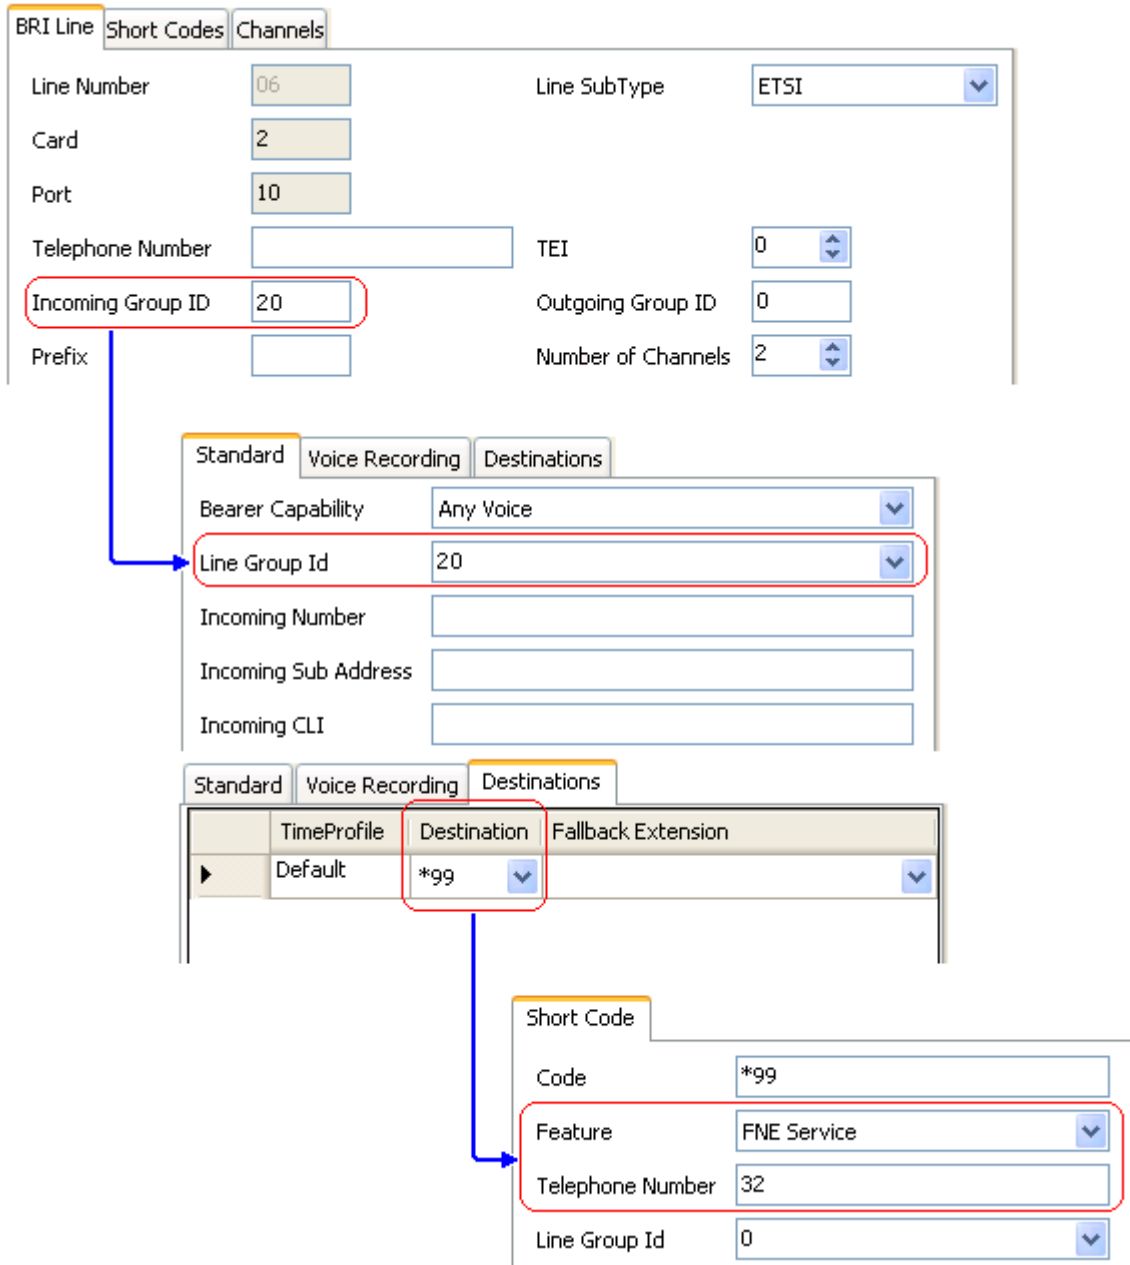 BRI Line Short Codes Channels
Line Number 06 Line SubType ETSI
Card 2
Port 10
Telephone Number TEI 0
Incoming Group ID 20 Outgoing Group ID 0
Prefix Number of Channels 2
Standard Voice Recording Destinations
Bearer Capability Any Voice
Line Group Id 20
Incoming Number
Incoming Sub Address
Incoming CLI
Standard Voice Recording Destinations
TimeProfile Destination Fallback Extension
Default *99
Short Code
Code *99
Feature FNE Service
Telephone Number 32
Line Group Id 0